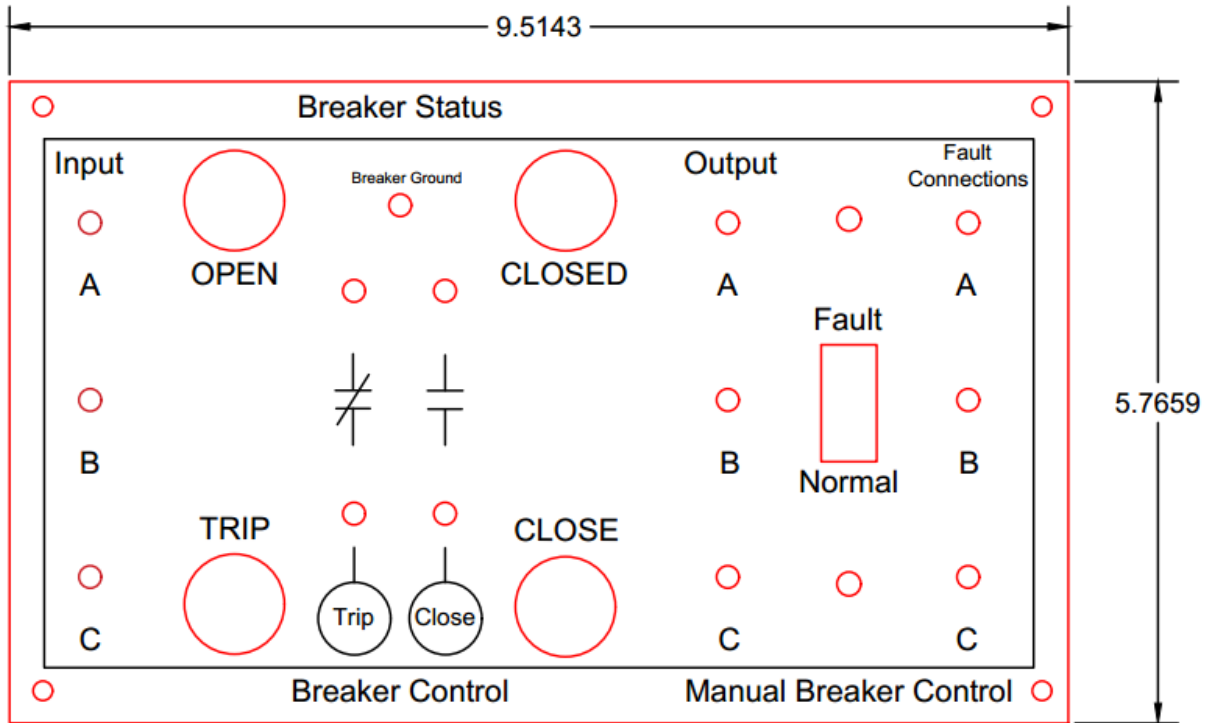 9.5143
Breaker Status
Input
Breaker Ground
Output
Fault
Connections
OPEN
CLOSED
A
A
A
Fault
5.7659
B
B
B
Normal
TRIP
CLOSE
Trip
Close
C
C
C
Breaker Control
Manual Breaker Control